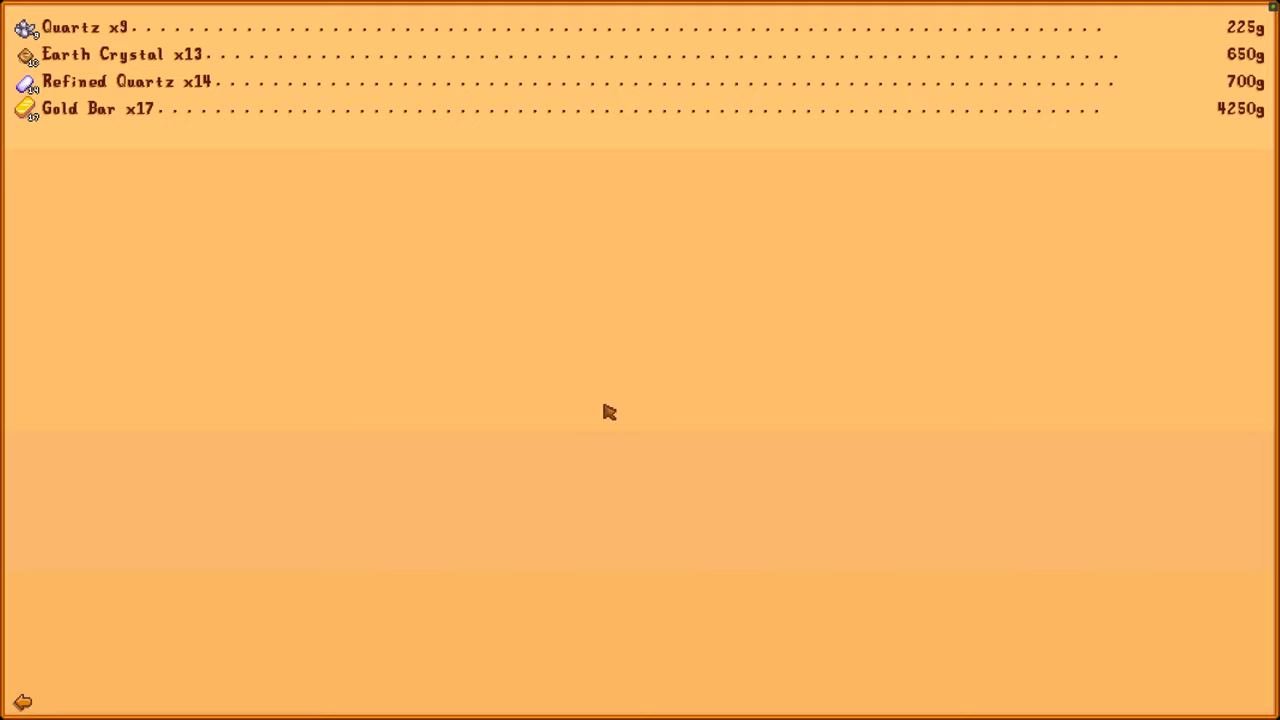 Quartz x9 225g
Earth Crystal x13 650g
Refined Quartz x14 700g
Gold Bar x17 4250g